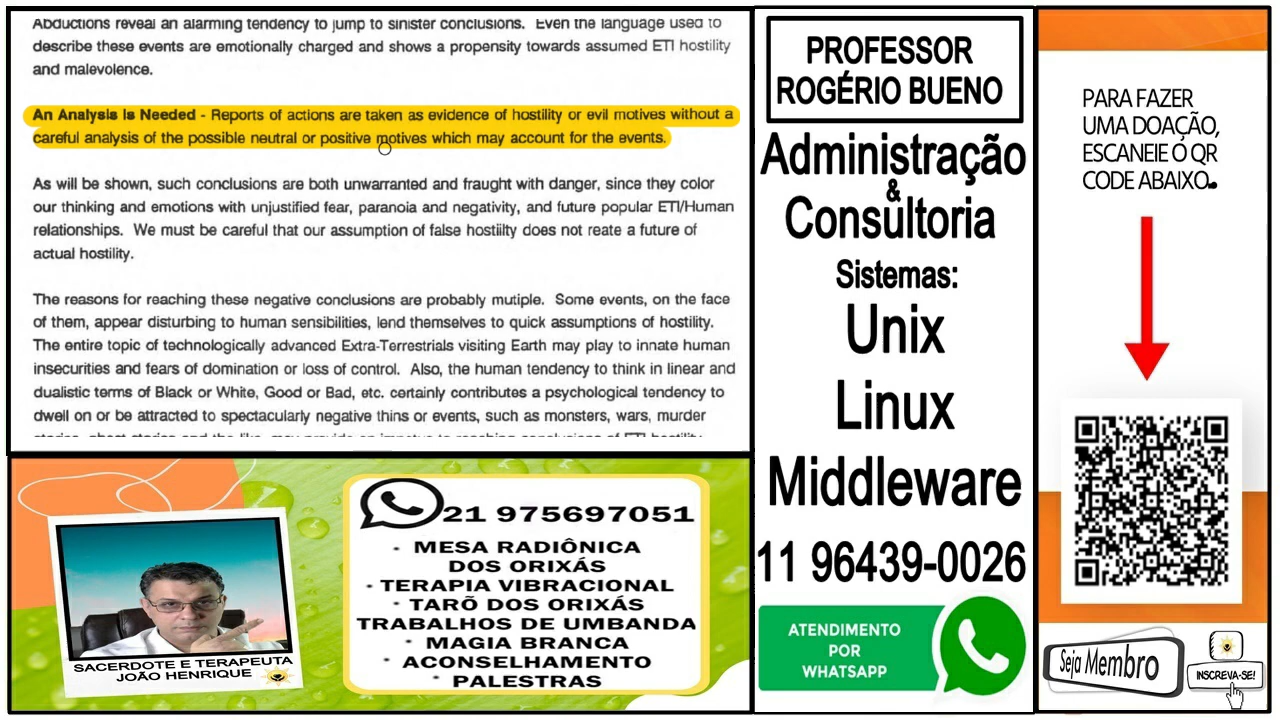 Abductions reveal an alarming tendency to jump to sinister conclusions. Even the language used to
describe these events are emotionally charged and shows a propensity towards assumed ETI hostility
and malevolence.
An Analysis is Needed - Reports of actions are taken as evidence of hostility or evil motives without a
careful analysis of the possible neutral or positive motives which may account for the events.
As will be shown, such conclusions are both unwarranted and fraught with danger, since they color
our thinking and emotions with unjustified fear, paranoia and negativity, and future popular ETI/Human
relationships. We must be careful that our assumption of false hostiilty does not reate a future of
actual hostility.
The reasons for reaching these negative conclusions are probably mutiple. Some events, on the face
of them, appear disturbing to human sensibilities, lend themselves to quick assumptions of hostility.
The entire topic of technologically advanced Extra-Terrestrials visiting Earth may play to innate human
insecurities and fears of domination or loss of control. Also, the human tendency to think in linear and
dualistic terms of Black or White, Good or Bad, etc. certainly contributes a psychological tendency to
dwell on or be attracted to spectacularly negative thins or events, such as monsters, wars, murder
21 975697051
· MESA RADIÔNICA
DOS ORIXÁS
· TERAPIA VIBRACIONAL
· TARÕ DOS ORIXÁS
TRABALHOS DE UMBANDA
· MAGIA BRANCA
· ACONSELHAMENTO
· PALESTRAS
SACERDOTE E TERAPEUTA
JOÃO HENRIQUE
PROFESSOR
ROGÉRIO BUENO
Administração
&
Consultoria
Sistemas:
Unix
Linux
Middleware
11 96439-0026
ATENDIMENTO
POR
WHATSAPP
PARA FAZER
UMA DOAÇÃO,
ESCANEIE O QR
CODE ABAIXO.
Seja Membro
INSCREVA-SE!